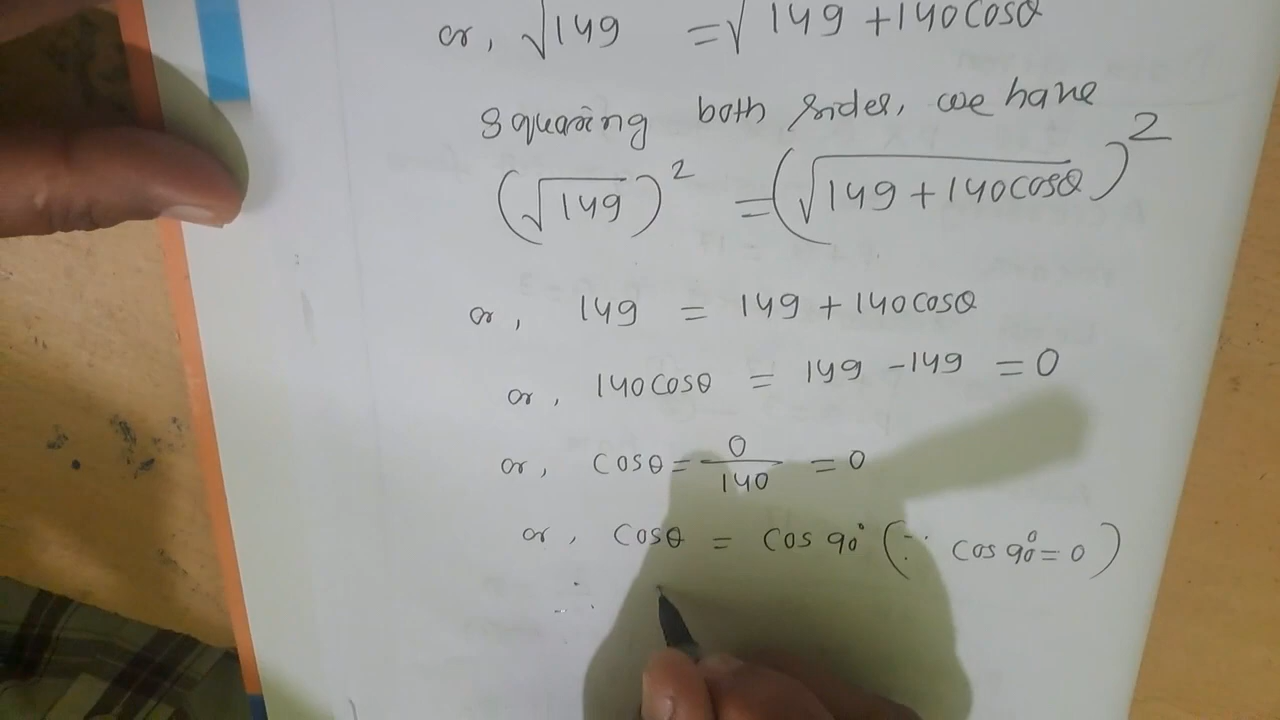 or, √149 = √149 + 140cosθ
Squaring both sides, we have
(√149)² = (√149 + 140cosθ)²
or, 149 = 149 + 140cosθ
or, 140cosθ = 149 - 149 = 0
or, cosθ = 0/140 = 0
or, cosθ = cos 90° (∵ cos 90° = 0)
∴